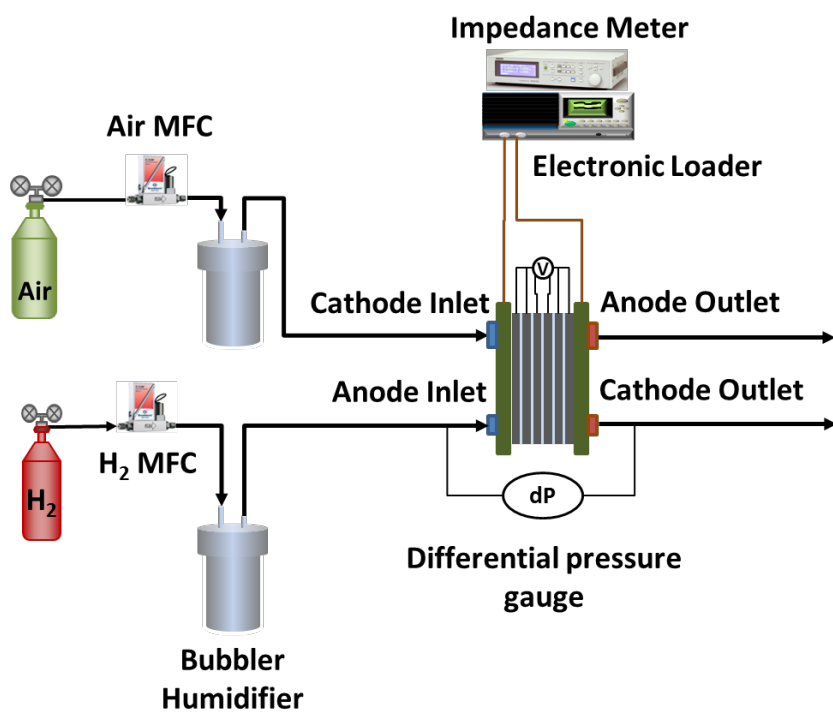 Impedance Meter
Air MFC
Electronic Loader
Air
V
Cathode Inlet
Anode Outlet
Anode Inlet
Cathode Outlet
H₂ MFC
H₂
dP
Differential pressure
gauge
Bubbler
Humidifier